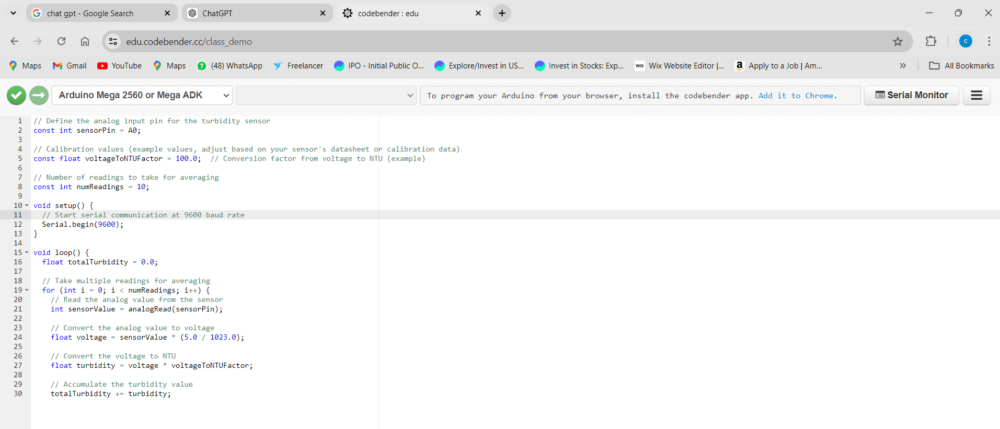 chat gpt - Google Search
ChatGPT
codebender : edu
edu.codebender.cc/class_demo
C
Maps
Gmail
YouTube
Maps
7
(48) WhatsApp
Freelancer
IPO - Initial Public O...
Explore/Invest in US...
Invest in Stocks: Exp...
WIX
Wix Website Editor |...
a
Apply to a Job | Am...
All Bookmarks
Arduino Mega 2560 or Mega ADK
To program your Arduino from your browser, install the codebender app. Add it to Chrome.
Serial Monitor
1 // Define the analog input pin for the turbidity sensor
2 const int sensorPin = A0;
3
4 // Calibration values (example values, adjust based on your sensor's datasheet or calibration data)
5 const float voltageToNTUFactor = 100.0;  // Conversion factor from voltage to NTU (example)
6
7 // Number of readings to take for averaging
8 const int numReadings = 10;
9
10 void setup() {
11   // Start serial communication at 9600 baud rate
12   Serial.begin(9600);
13 }
14
15 void loop() {
16   float totalTurbidity = 0.0;
17
18   // Take multiple readings for averaging
19   for (int i = 0; i < numReadings; i++) {
20     // Read the analog value from the sensor
21     int sensorValue = analogRead(sensorPin);
22
23     // Convert the analog value to voltage
24     float voltage = sensorValue * (5.0 / 1023.0);
25
26     // Convert the voltage to NTU
27     float turbidity = voltage * voltageToNTUFactor;
28
29     // Accumulate the turbidity value
30     totalTurbidity += turbidity;